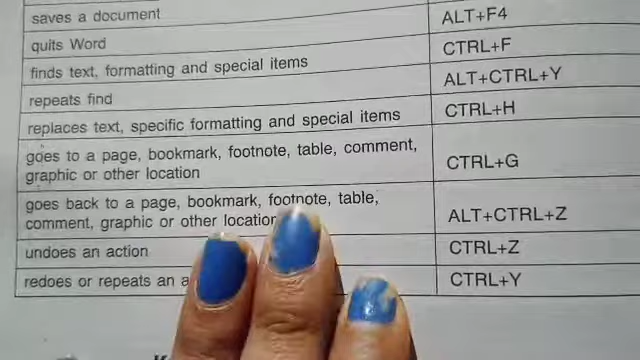 saves a document ALT+F4
quits Word CTRL+F
finds text, formatting and special items ALT+CTRL+Y
repeats find CTRL+H
replaces text, specific formatting and special items
goes to a page, bookmark, footnote, table, comment,
graphic or other location CTRL+G
goes back to a page, bookmark, footnote, table,
comment, graphic or other location ALT+CTRL+Z
undoes an action CTRL+Z
redoes or repeats an a CTRL+Y